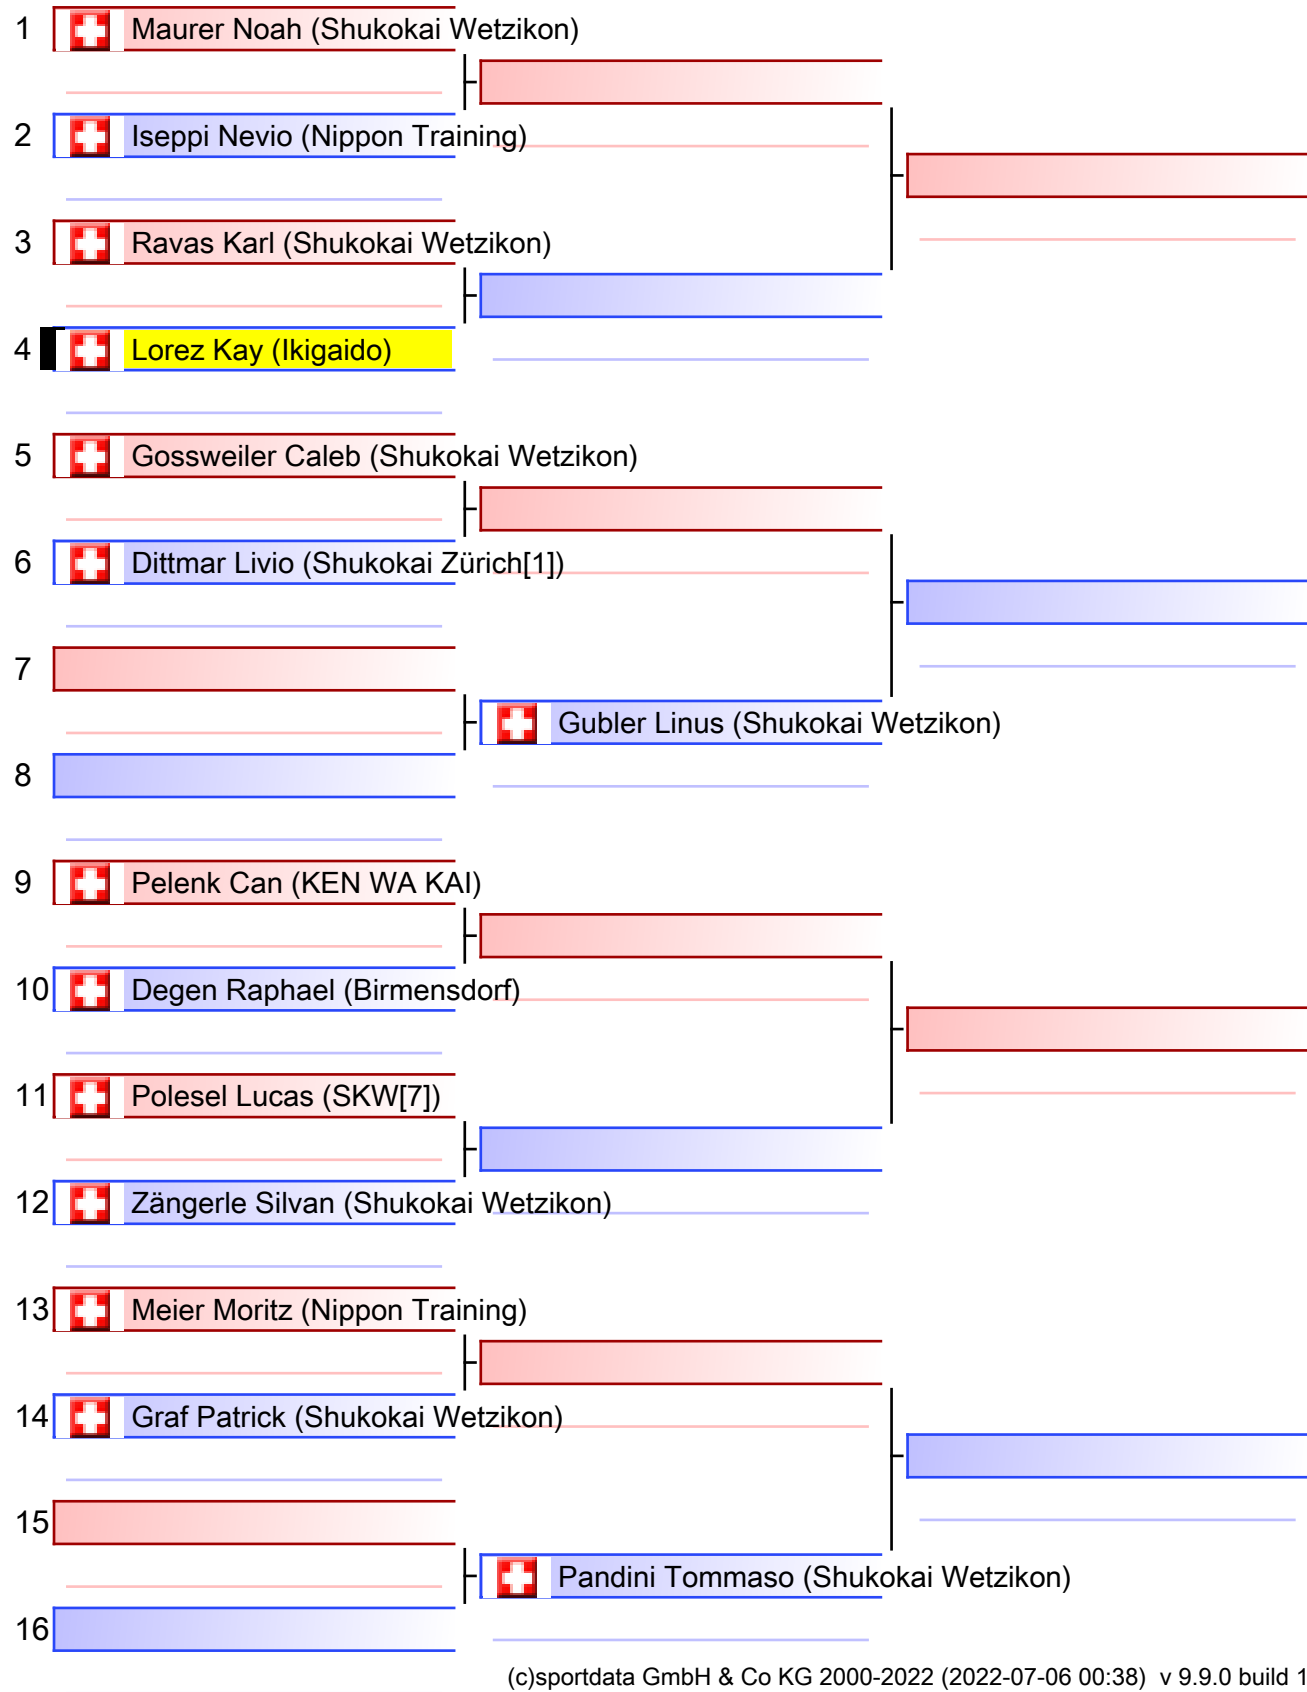 1 Maurer Noah (Shukokai Wetzikon)
2 Iseppi Nevio (Nippon Training)
3 Ravas Karl (Shukokai Wetzikon)
4 Lorez Kay (Ikigaido)
5 Gossweiler Caleb (Shukokai Wetzikon)
6 Dittmar Livio (Shukokai Zürich[1])
7
Gubler Linus (Shukokai Wetzikon)
8
9 Pelenk Can (KEN WA KAI)
10 Degen Raphael (Birmensdorf)
11 Polesel Lucas (SKW[7])
12 Zängerle Silvan (Shukokai Wetzikon)
13 Meier Moritz (Nippon Training)
14 Graf Patrick (Shukokai Wetzikon)
15
Pandini Tommaso (Shukokai Wetzikon)
16
(c)sportdata GmbH & Co KG 2000-2022 (2022-07-06 00:38) v 9.9.0 build 1